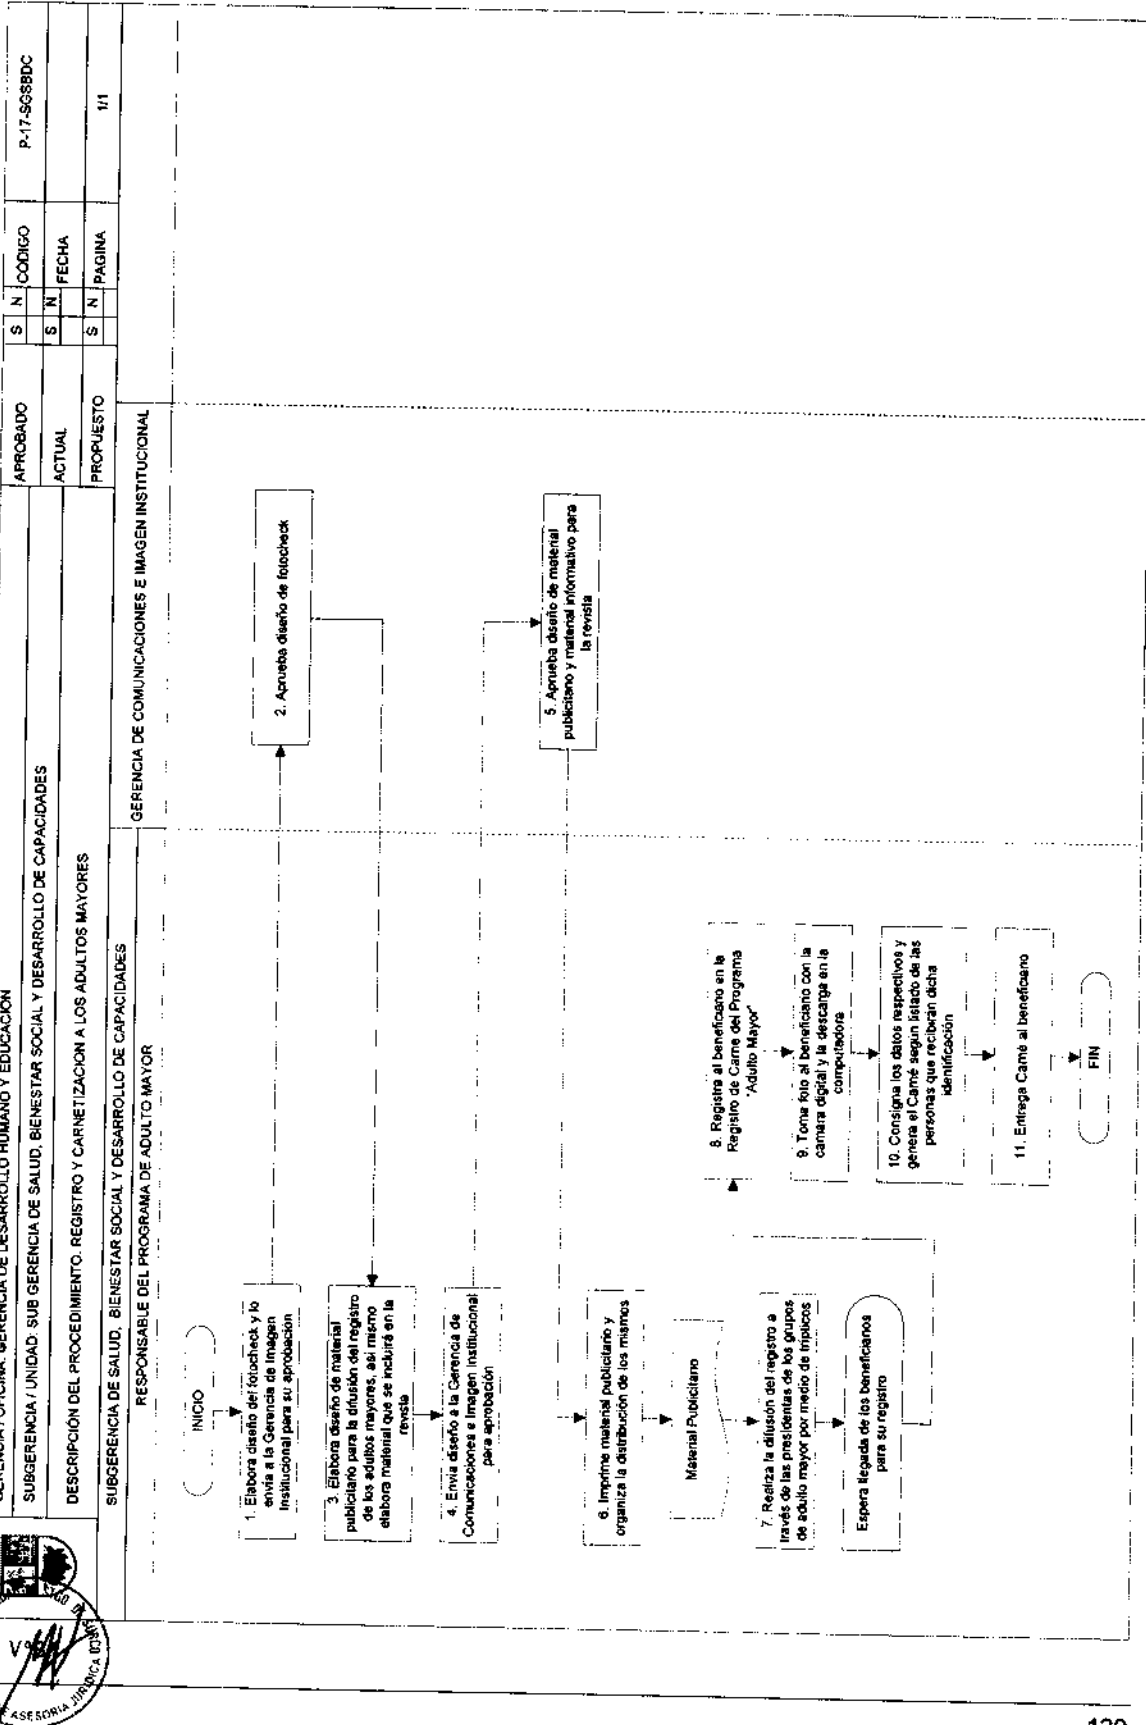 GERENCIA / OFICINA: GERENCIA DE DESARROLLO HUMANO Y EDUCACIÓN
SUBGERENCIA / UNIDAD: SUB GERENCIA DE SALUD, BIENESTAR SOCIAL Y DESARROLLO DE CAPACIDADES
DESCRIPCIÓN DEL PROCEDIMIENTO. REGISTRO Y CARNETIZACION A LOS ADULTOS MAYORES
APROBADO S N CODIGO P-17-SGSBDC
ACTUAL S N FECHA
PROPUESTO S N PAGINA 1/1
SUBGERENCIA DE SALUD, BIENESTAR SOCIAL Y DESARROLLO DE CAPACIDADES
RESPONSABLE DEL PROGRAMA DE ADULTO MAYOR
GERENCIA DE COMUNICACIONES E IMAGEN INSTITUCIONAL
INICIO
1. Elabora diseño del fotocheck y lo
envía a la Gerencia de Imagen
Institucional para su aprobación
2. Aprueba diseño de fotocheck
3. Elabora diseño de material
publicitario para la difusión del registro
de los adultos mayores, así mismo
elabora material que se incluirá en la
revista
4. Envía diseño a la Gerencia de
Comunicaciones e Imagen Institucional
para aprobación
5. Aprueba diseño de material
publicitario y material informativo para
la revista
6. Imprime material publicitario y
organiza la distribución de los mismos
Material Publicitario
7. Realiza la difusión del registro a
través de las presidentas de los grupos
de adulto mayor por medio de trípticos
Espera llegada de los beneficiarios
para su registro
8. Registra al beneficiario en la
Registro de Carne del Programa
"Adulto Mayor"
9. Toma foto al beneficiario con la
camara digital y la descarga en la
computadora
10. Consigna los datos respectivos y
genera el Carné según listado de las
personas que recibirán dicha
identificación
11. Entrega Carné al beneficiario
FIN
V°B°
ASESORIA JURIDICA